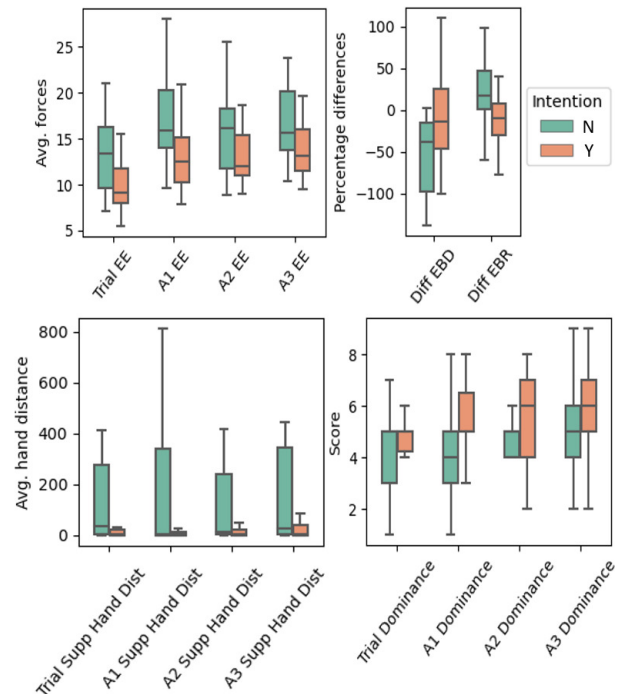 Avg. forces
25
20
15
10
5
Trial EE
A1 EE
A2 EE
A3 EE
Percentage differences
100
50
0
−50
−100
Diff EBD
Diff EBR
Intention
N
Y
Avg. hand distance
800
600
400
200
0
Trial Supp Hand Dist
A1 Supp Hand Dist
A2 Supp Hand Dist
A3 Supp Hand Dist
Score
8
6
4
2
Trial Dominance
A1 Dominance
A2 Dominance
A3 Dominance